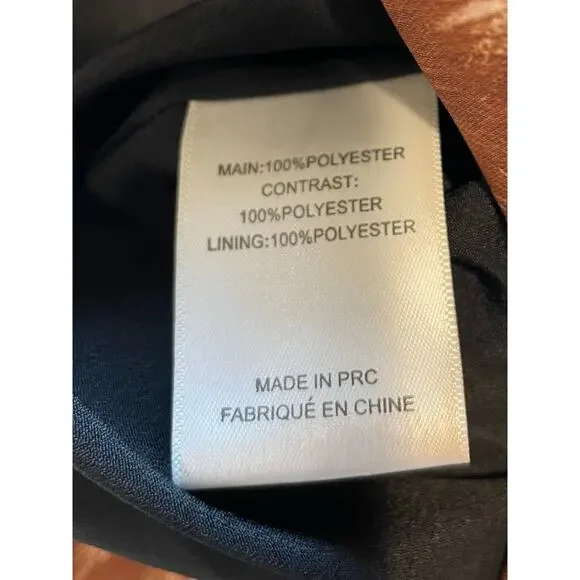 MAIN:100%POLYESTER
CONTRAST:
100%POLYESTER
LINING:100%POLYESTER
MADE IN PRC
FABRIQUÉ EN CHINE